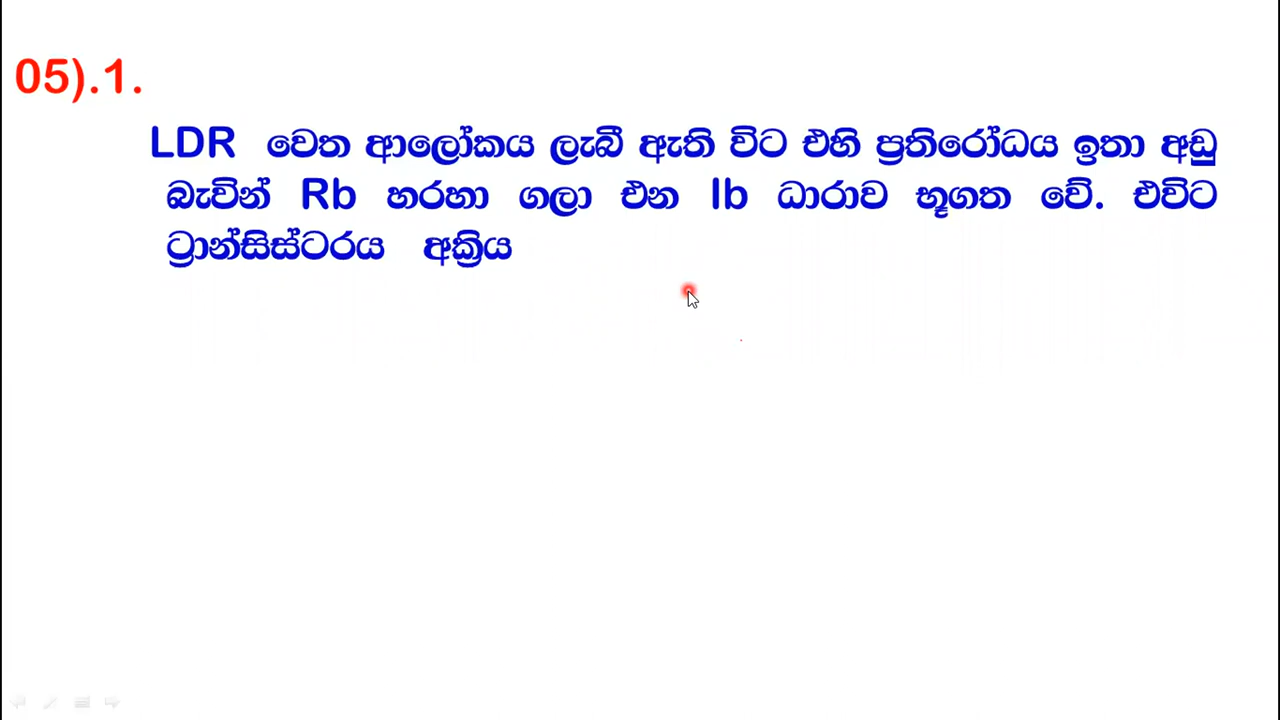 05).1.
LDR වෙත ආලෝකය ලැබී ඇති විට එහි ප්‍රතිරෝධය ඉතා අඩු
බැවින් Rb හරහා ගලා එන Ib ධාරාව භූගත වේ. එවිට
ට්‍රාන්සිස්ටරය අක්‍රිය